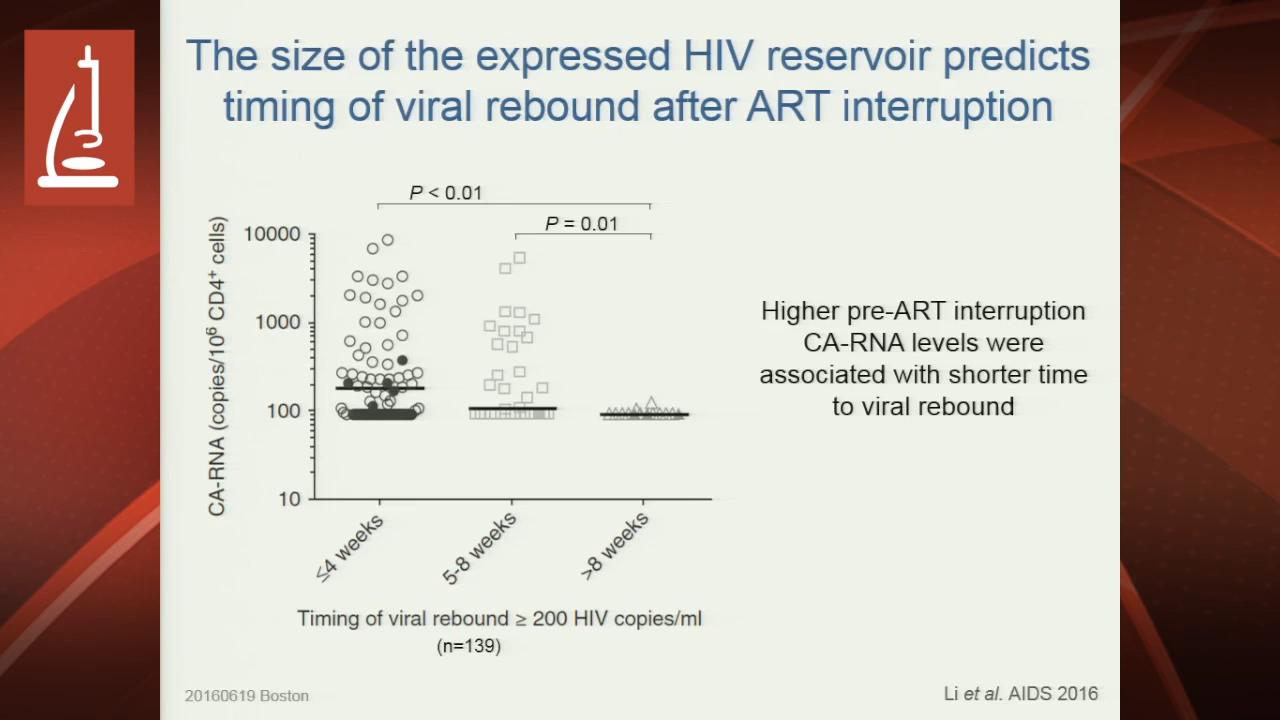 The size of the expressed HIV reservoir predicts
timing of viral rebound after ART interruption
P < 0.01
P = 0.01
CA-RNA (copies/10⁶ CD4⁺ cells)
10000
1000
100
10
≤4 weeks
5-8 weeks
>8 weeks
Timing of viral rebound ≥ 200 HIV copies/ml
(n=139)
Higher pre-ART interruption
CA-RNA levels were
associated with shorter time
to viral rebound
20160619 Boston
Li et al. AIDS 2016